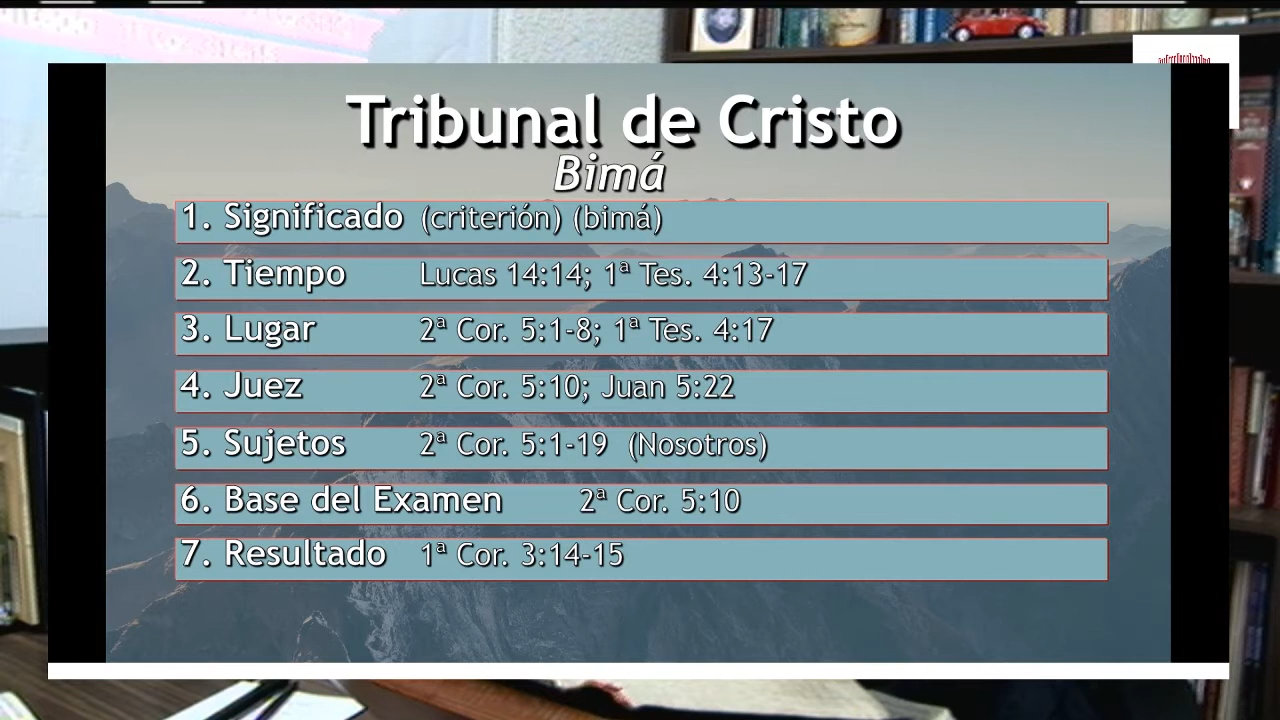 Tribunal de Cristo
Bimá
1. Significado (criterión) (bimá)
2. Tiempo Lucas 14:14; 1ª Tes. 4:13-17
3. Lugar 2ª Cor. 5:1-8; 1ª Tes. 4:17
4. Juez 2ª Cor. 5:10; Juan 5:22
5. Sujetos 2ª Cor. 5:1-19 (Nosotros)
6. Base del Examen 2ª Cor. 5:10
7. Resultado 1ª Cor. 3:14-15